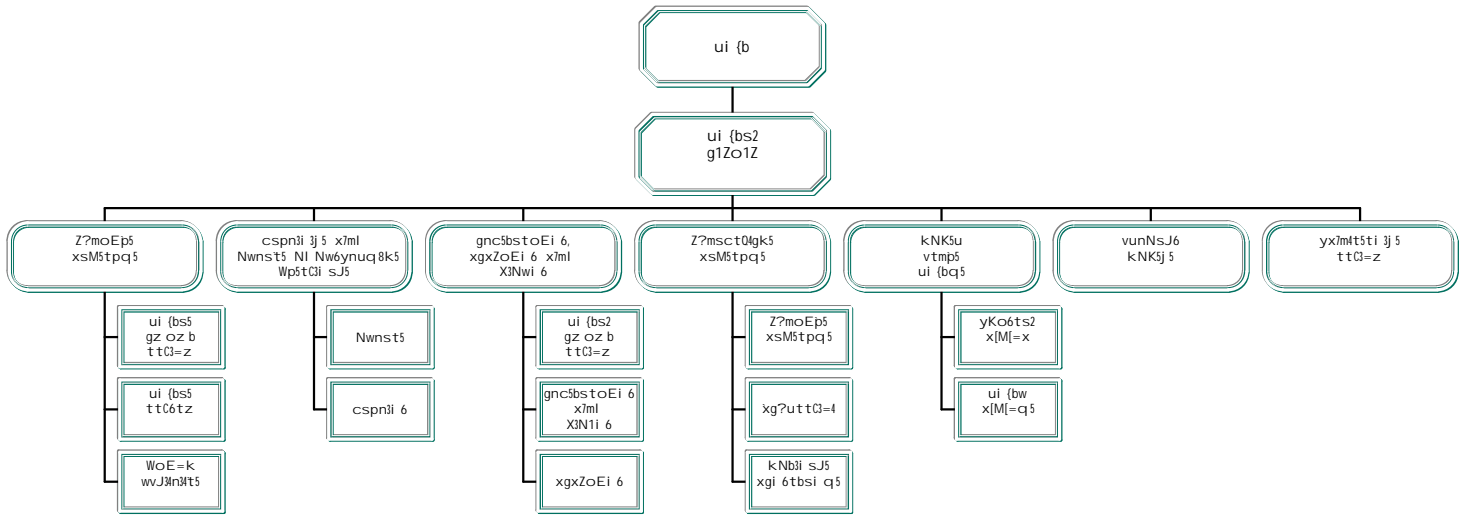 ui {b
ui {bs2
g1Zo1Z
Z?moEp5
xsM5tpq5
cspn3i 3j5 x7ml
Nwnst5 Nl Nw6ynuq8k5
Wp5tC3i sJ5
gnc5bstoEi 6,
xgxZoEi 6 x7ml
X3Nwi 6
Z?msctQ4gk5
xsM5tpq5
kNK5u
vtmp5
ui {bq5
vunNsJ6
kNK5j5
yx7m4t5ti 3j5
ttC3=z
ui {bs5
gz oz b
ttC3=z
ui {bs5
ttC6tz
WoE=k
wvJ34n34t5
Nwnst5
cspn3i 6
ui {bs2
gz oz b
ttC3=z
gnc5bstoEi 6
x7ml
X3N1i 6
xgxZoEi 6
Z?moEp5
xsM5tpq5
xg?uttC3=4
kNb3i sJ5
xgi 6tbsi q5
yKo6ts2
x[M[=x
ui {bw
x[M[=q5